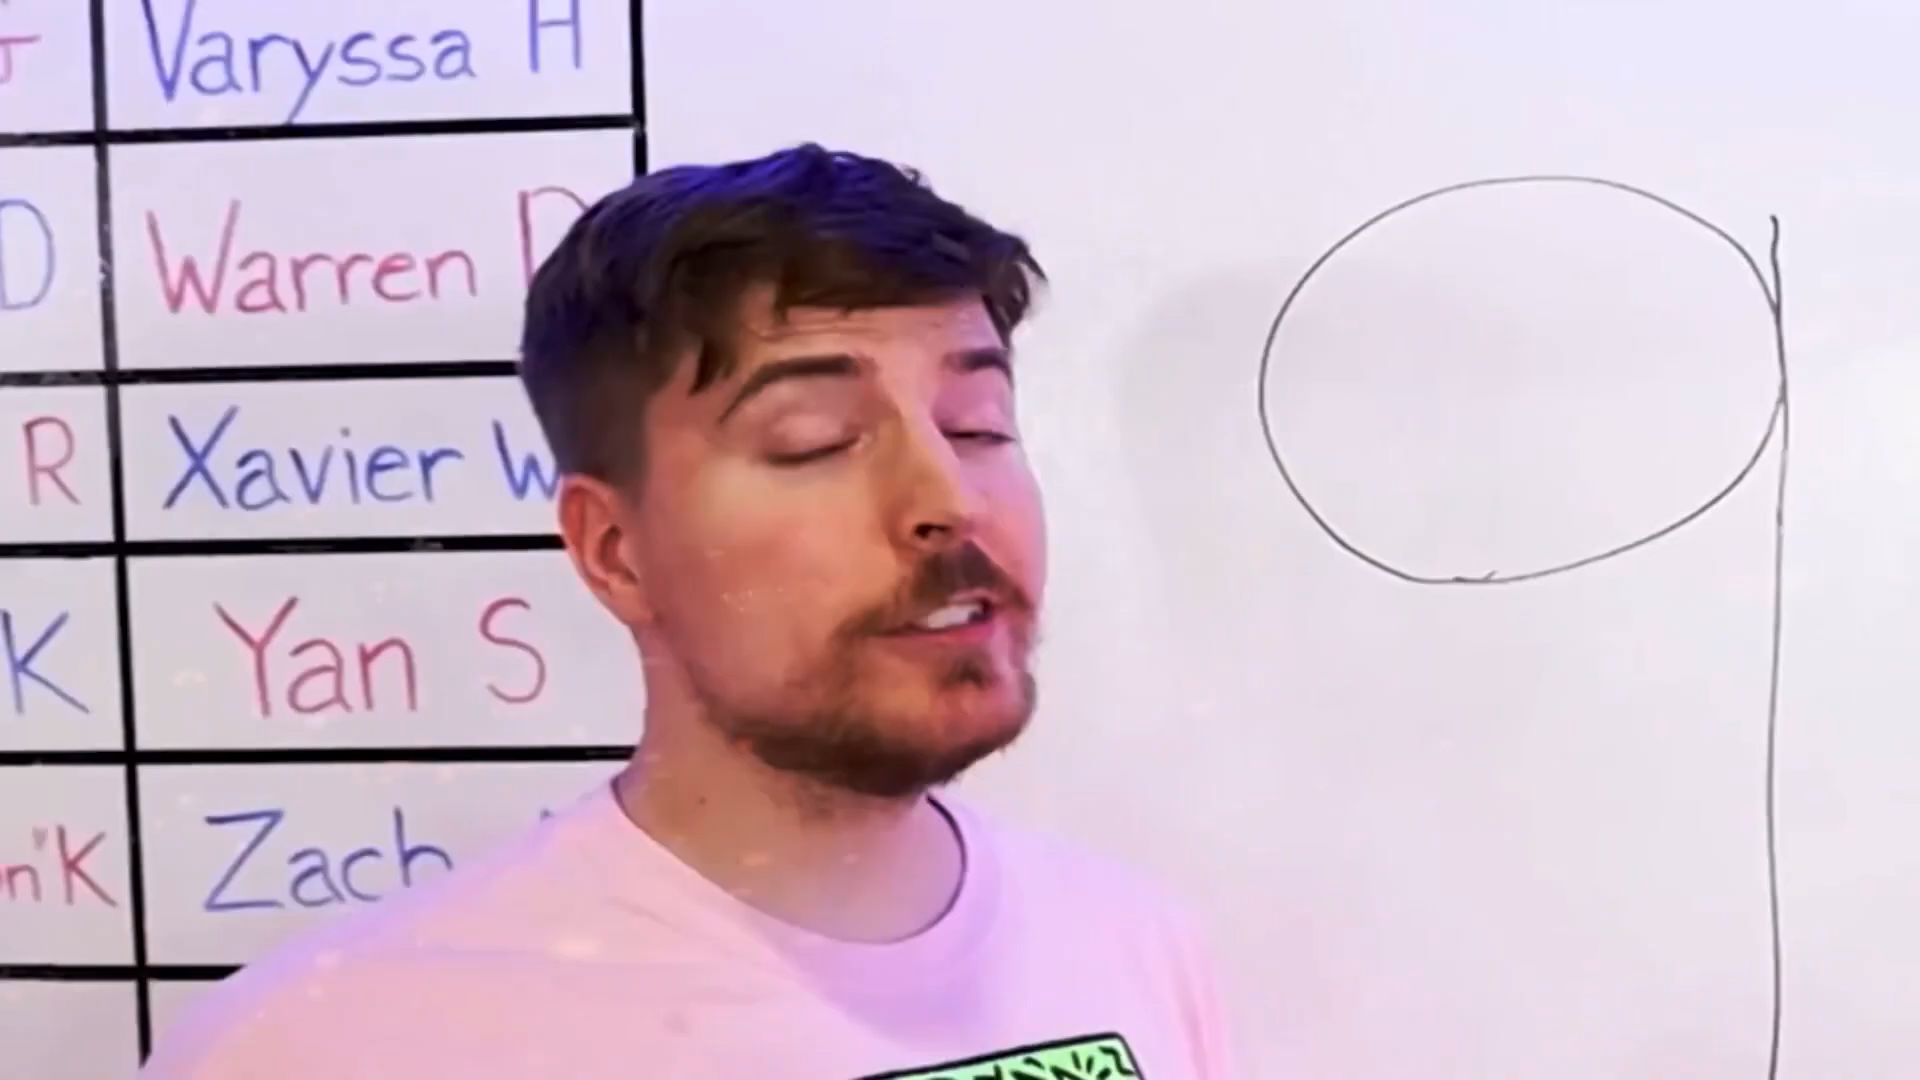 Varyssa H
D Warren
R Xavier W
K Yan S
n"K Zach